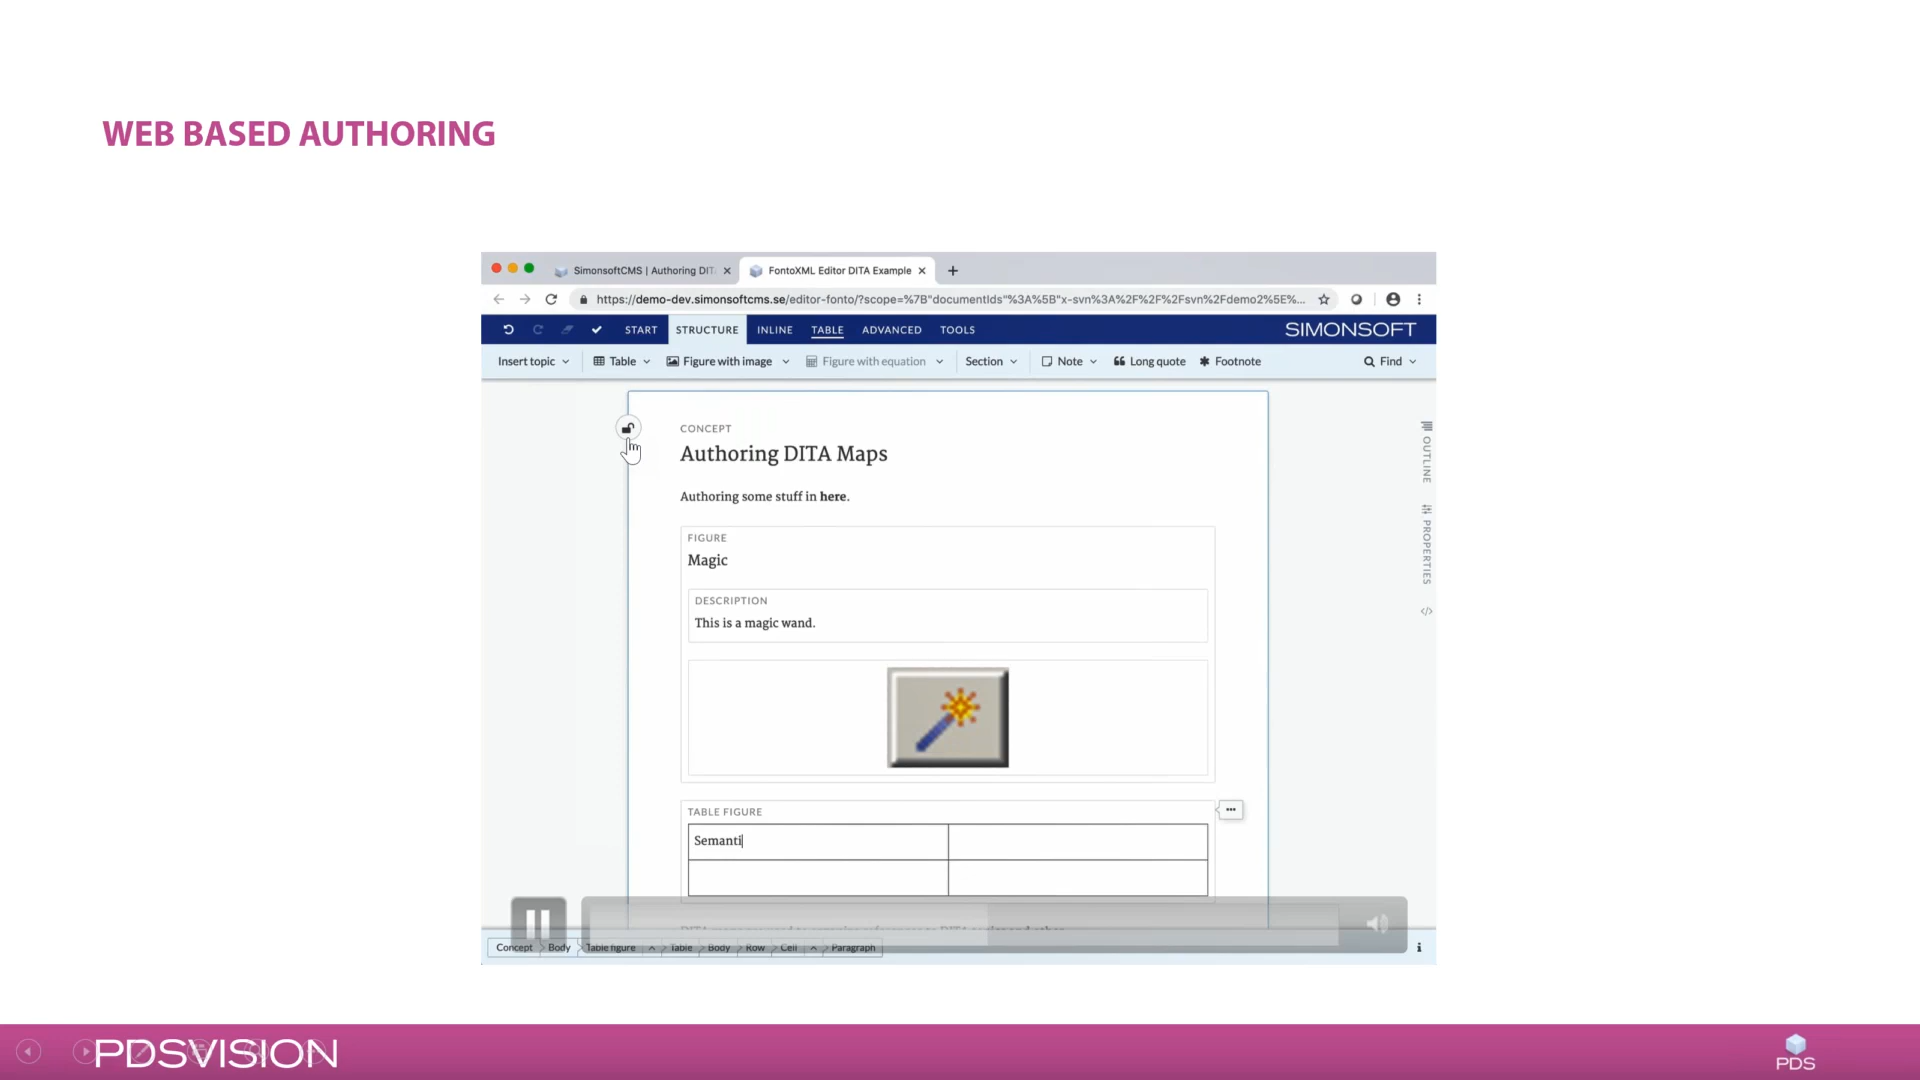 WEB BASED AUTHORING
SimonsoftCMS | Authoring DIT
FontoXML Editor DITA Example
https://demo-dev.simonsoftcms.se/editor-fonto/?scope=%7B"documentIds"%3A%5B"x-svn%3A%2F%2F%2Fsvn%2Fdemo2%5E%...
START STRUCTURE INLINE TABLE ADVANCED TOOLS
SIMONSOFT
Insert topic Table Figure with image Figure with equation Section Note Long quote Footnote Find
CONCEPT
Authoring DITA Maps
Authoring some stuff in here.
FIGURE
Magic
DESCRIPTION
This is a magic wand.
TABLE FIGURE
Semanti
OUTLINE
PROPERTIES
Concept Body Table figure Table Body Row Cell Paragraph
PDSVISION
PDS